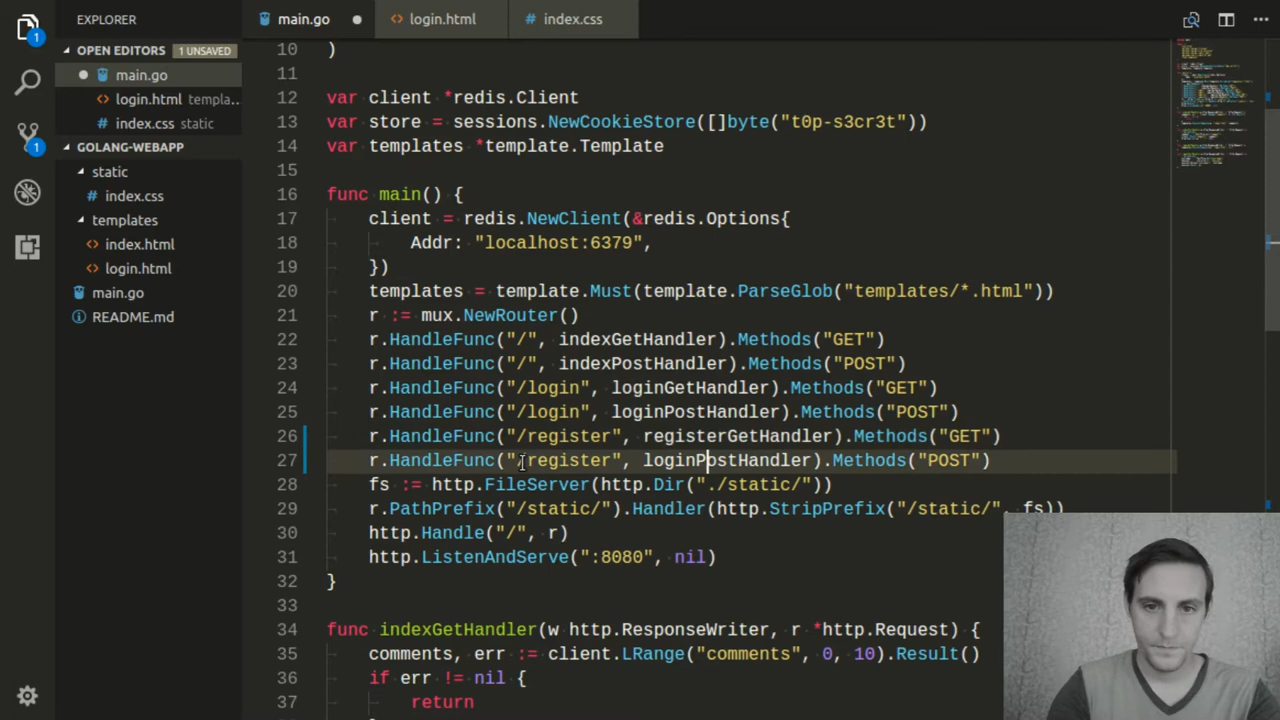 EXPLORER
OPEN EDITORS 1 UNSAVED
main.go
login.html templa...
index.css static
GOLANG-WEBAPP
static
index.css
templates
index.html
login.html
main.go
README.md
1
1
main.go
login.html
index.css
10 )
11
12 var client *redis.Client
13 var store = sessions.NewCookieStore([]byte("t0p-s3cr3t"))
14 var templates *template.Template
15
16 func main() {
17 client = redis.NewClient(&redis.Options{
18 Addr: "localhost:6379",
19 })
20 templates = template.Must(template.ParseGlob("templates/*.html"))
21 r := mux.NewRouter()
22 r.HandleFunc("/", indexGetHandler).Methods("GET")
23 r.HandleFunc("/", indexPostHandler).Methods("POST")
24 r.HandleFunc("/login", loginGetHandler).Methods("GET")
25 r.HandleFunc("/login", loginPostHandler).Methods("POST")
26 r.HandleFunc("/register", registerGetHandler).Methods("GET")
27 r.HandleFunc("/register", loginPostHandler).Methods("POST")
28 fs := http.FileServer(http.Dir("./static/"))
29 r.PathPrefix("/static/").Handler(http.StripPrefix("/static/", fs))
30 http.Handle("/", r)
31 http.ListenAndServe(":8080", nil)
32 }
33
34 func indexGetHandler(w http.ResponseWriter, r *http.Request) {
35 comments, err := client.LRange("comments", 0, 10).Result()
36 if err != nil {
37 return